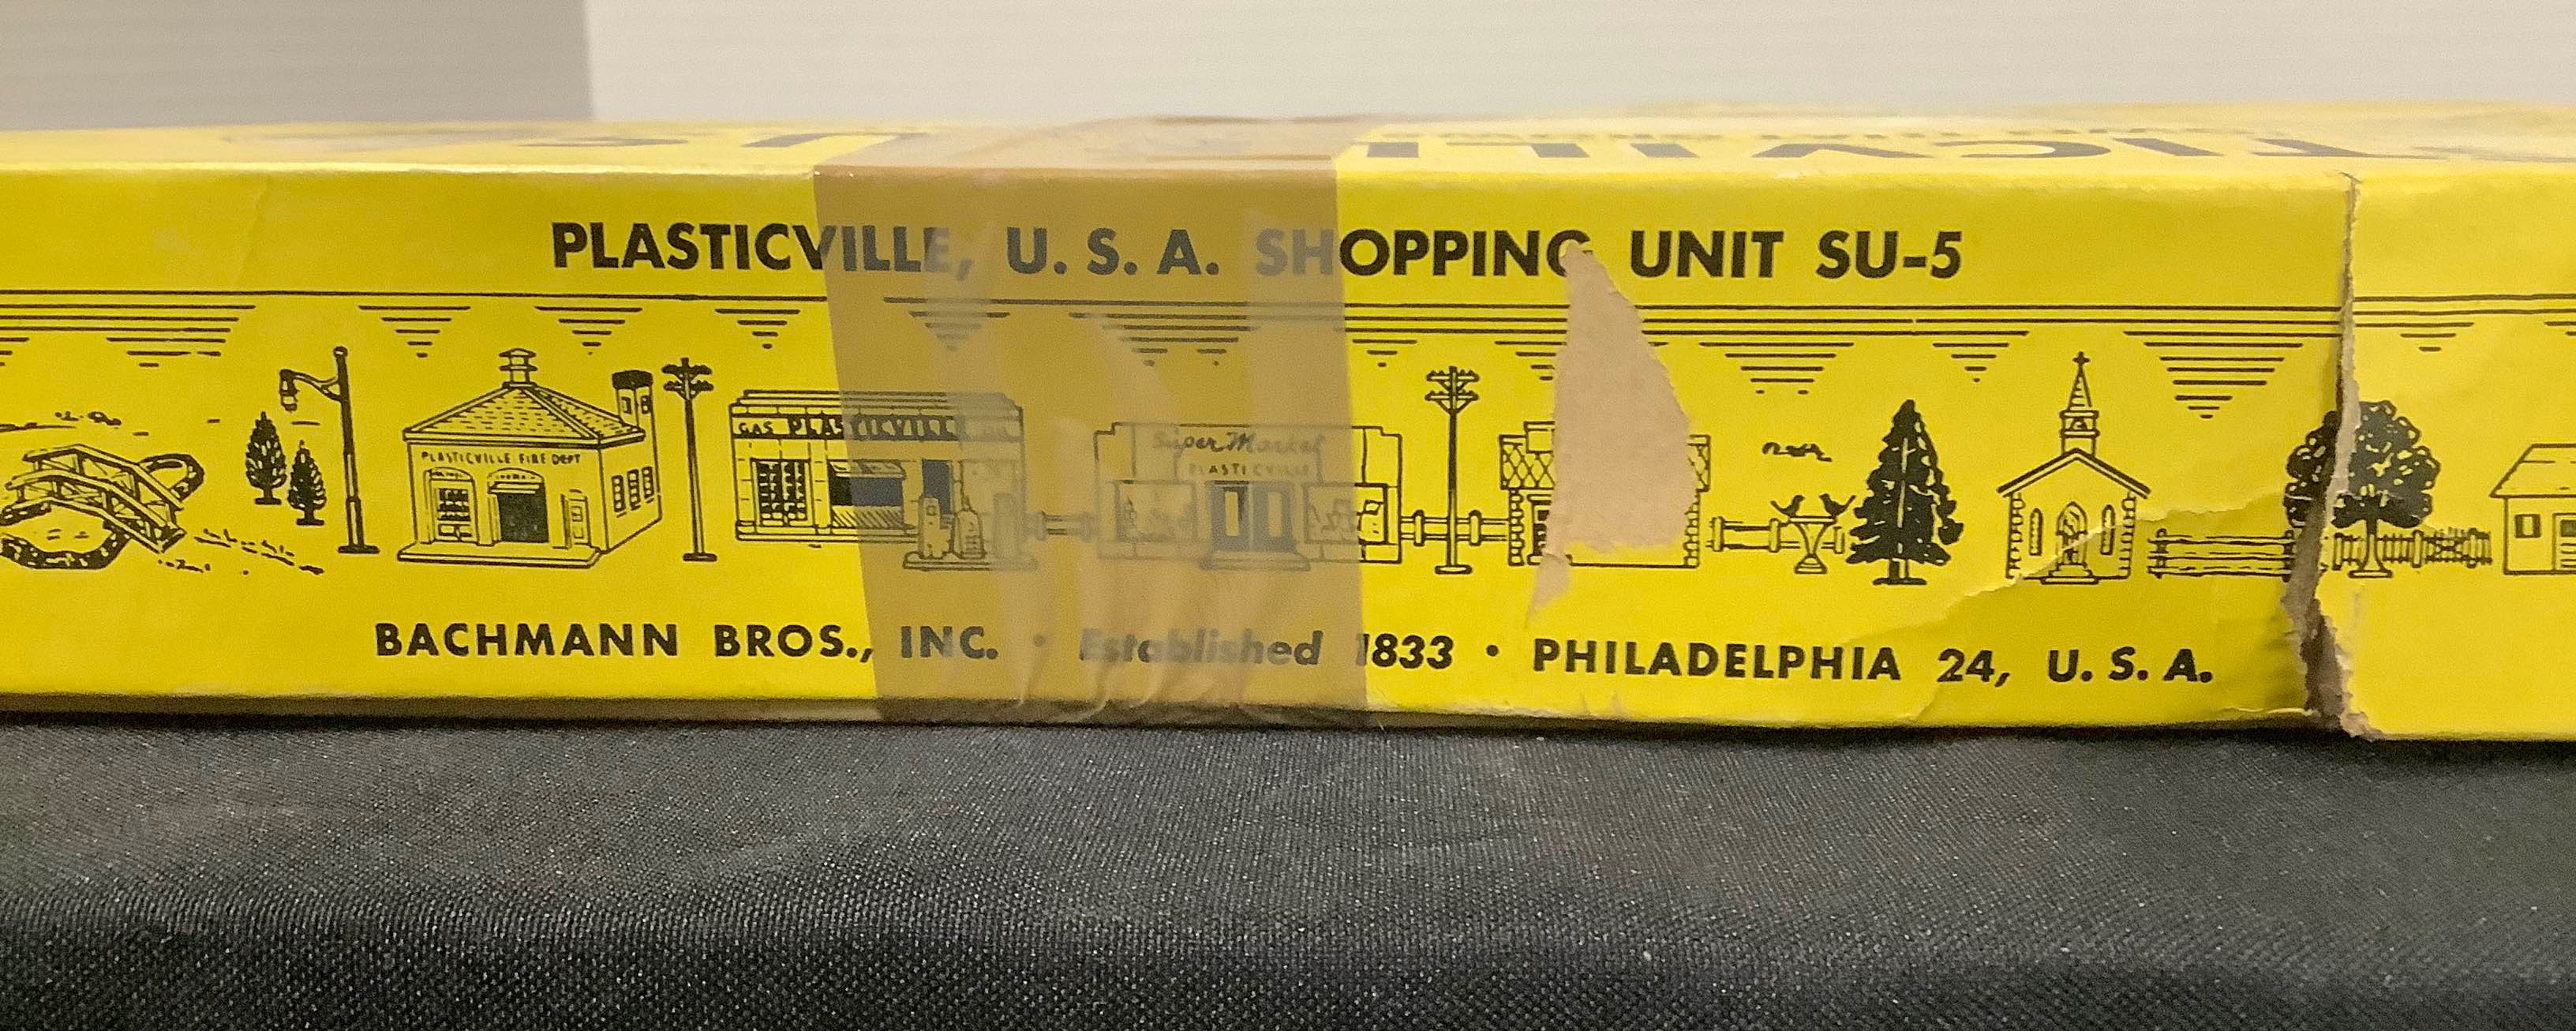 PLASTICVILLE, U. S. A. SHOPPING UNIT SU-5
PLASTICVILLE FIRE DEPT
GAS PLASTICVILLE
Super Market
PLASTICVILLE
BACHMANN BROS., INC. • Established 1833 • PHILADELPHIA 24, U. S. A.